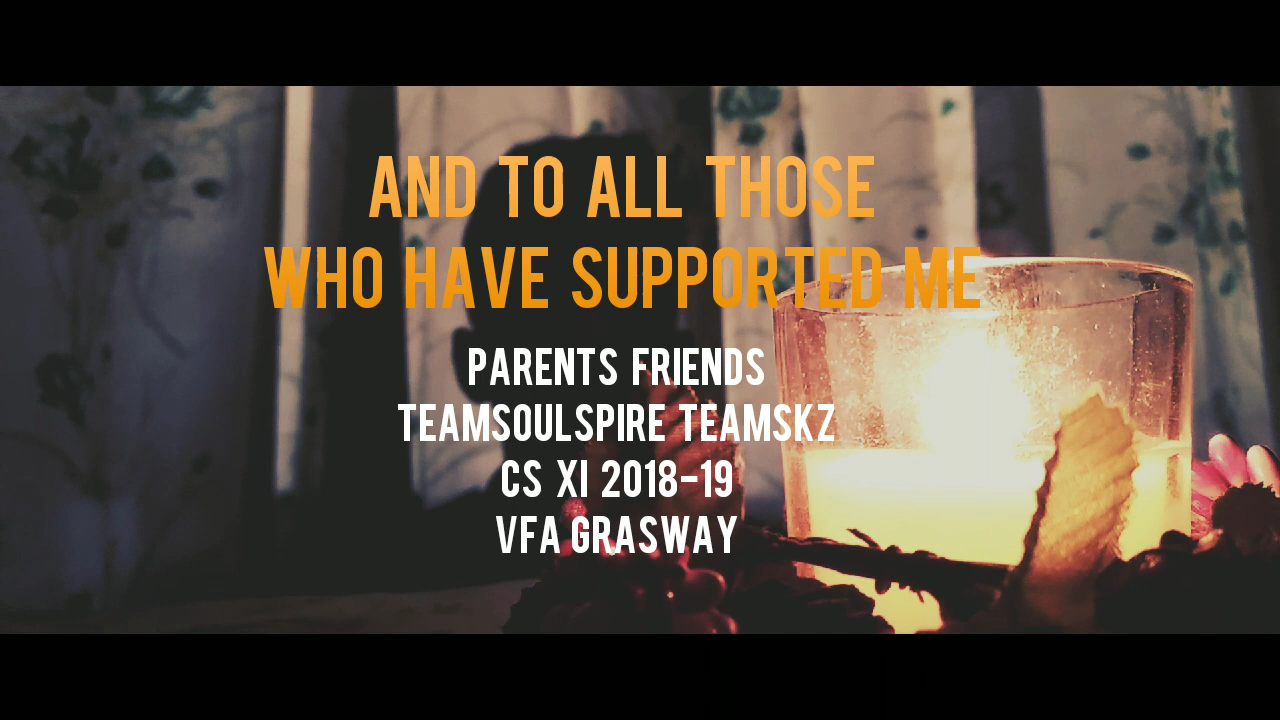 AND TO ALL THOSE
WHO HAVE SUPPORTED ME
PARENTS FRIENDS
TEAMSOULSPIRE TEAMSKZ
CS XI 2018-19
VFA GRASWAY